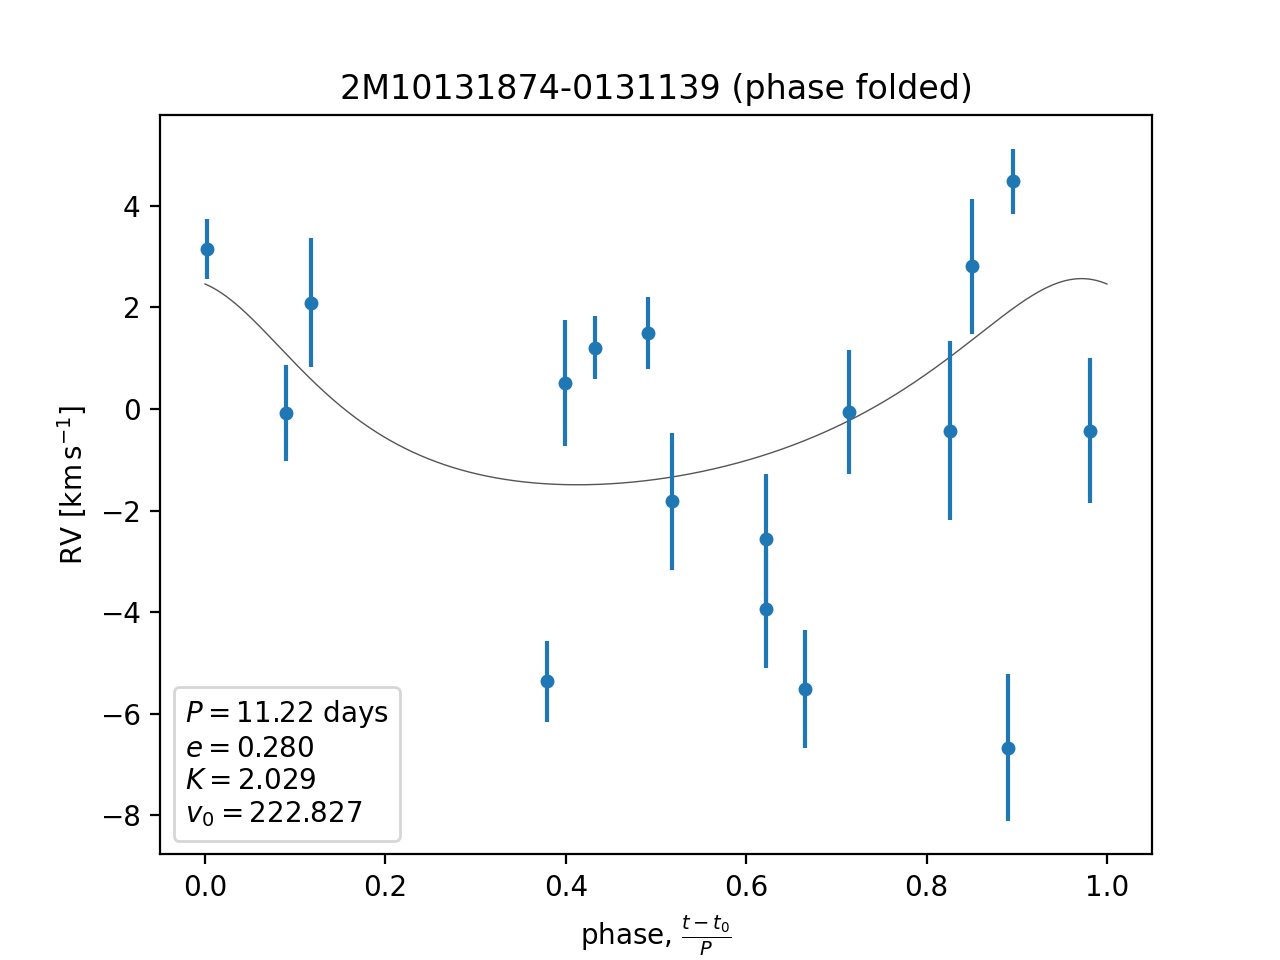 2M10131874-0131139 (phase folded)
RV [km s⁻¹]
4
2
0
−2
−4
−6
−8
P = 11.22 days
e = 0.280
K = 2.029
v₀ = 222.827
0.0 0.2 0.4 0.6 0.8 1.0
phase, (t − t₀)/P